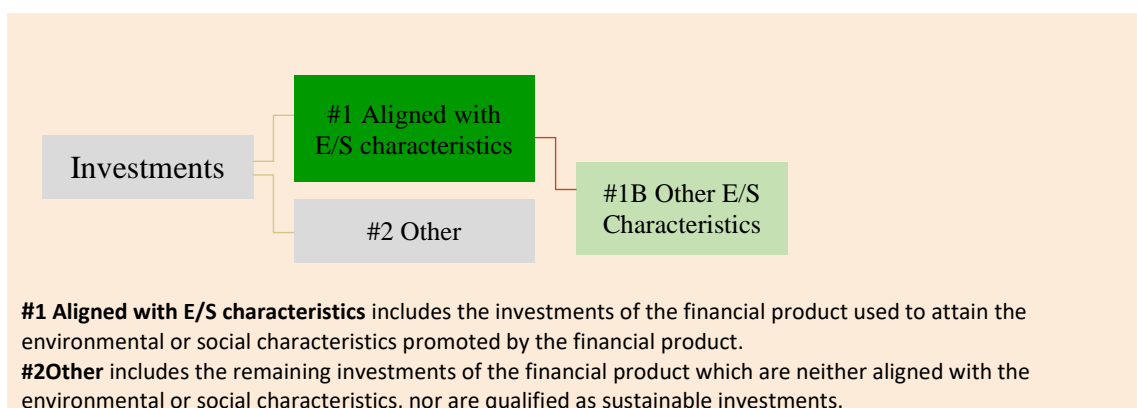 #1 Aligned with
E/S characteristics
Investments
#1B Other E/S
Characteristics
#2 Other
#1 Aligned with E/S characteristics includes the investments of the financial product used to attain the
environmental or social characteristics promoted by the financial product.
#2Other includes the remaining investments of the financial product which are neither aligned with the
environmental or social characteristics, nor are qualified as sustainable investments.